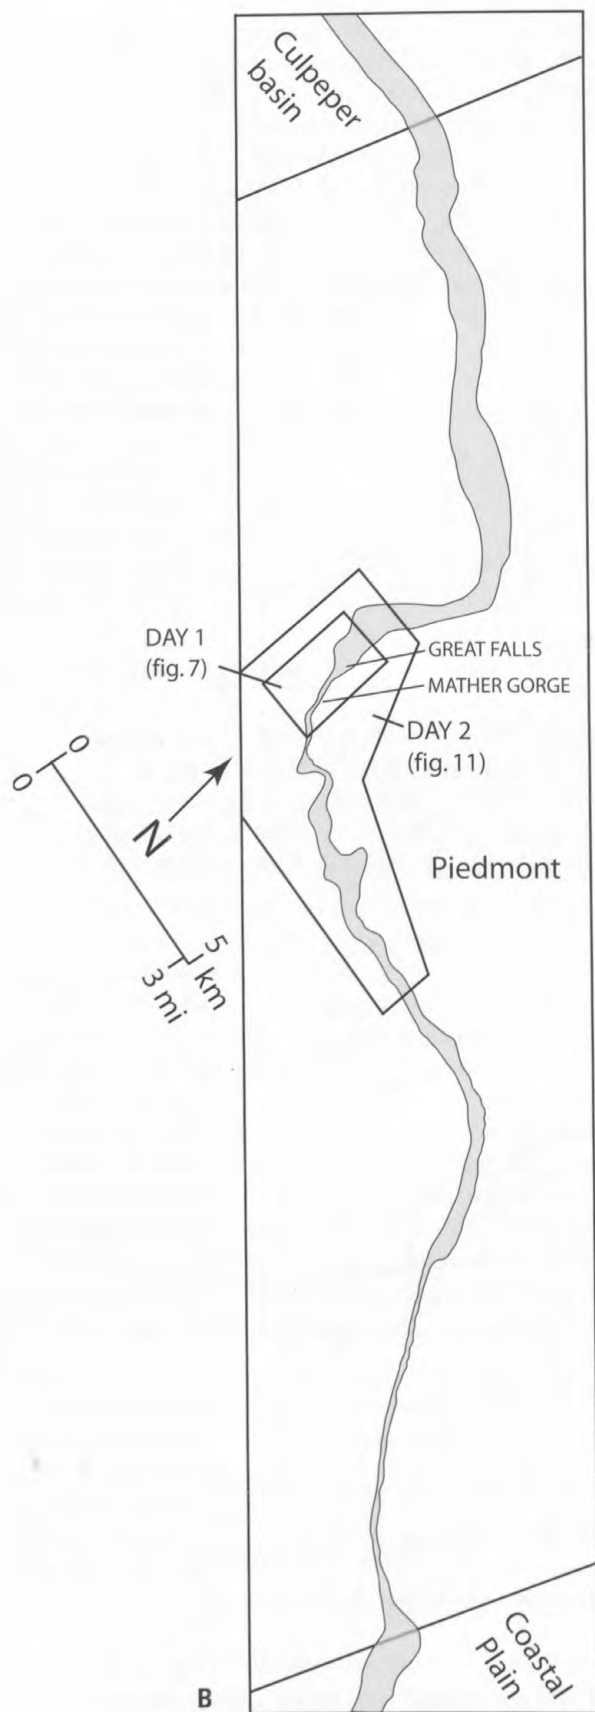 Culpeper
basin
DAY 1
(fig. 7)
GREAT FALLS
MATHER GORGE
DAY 2
(fig. 11)
0
0
N
Piedmont
5
km
3 mi
Coastal
Plain
B